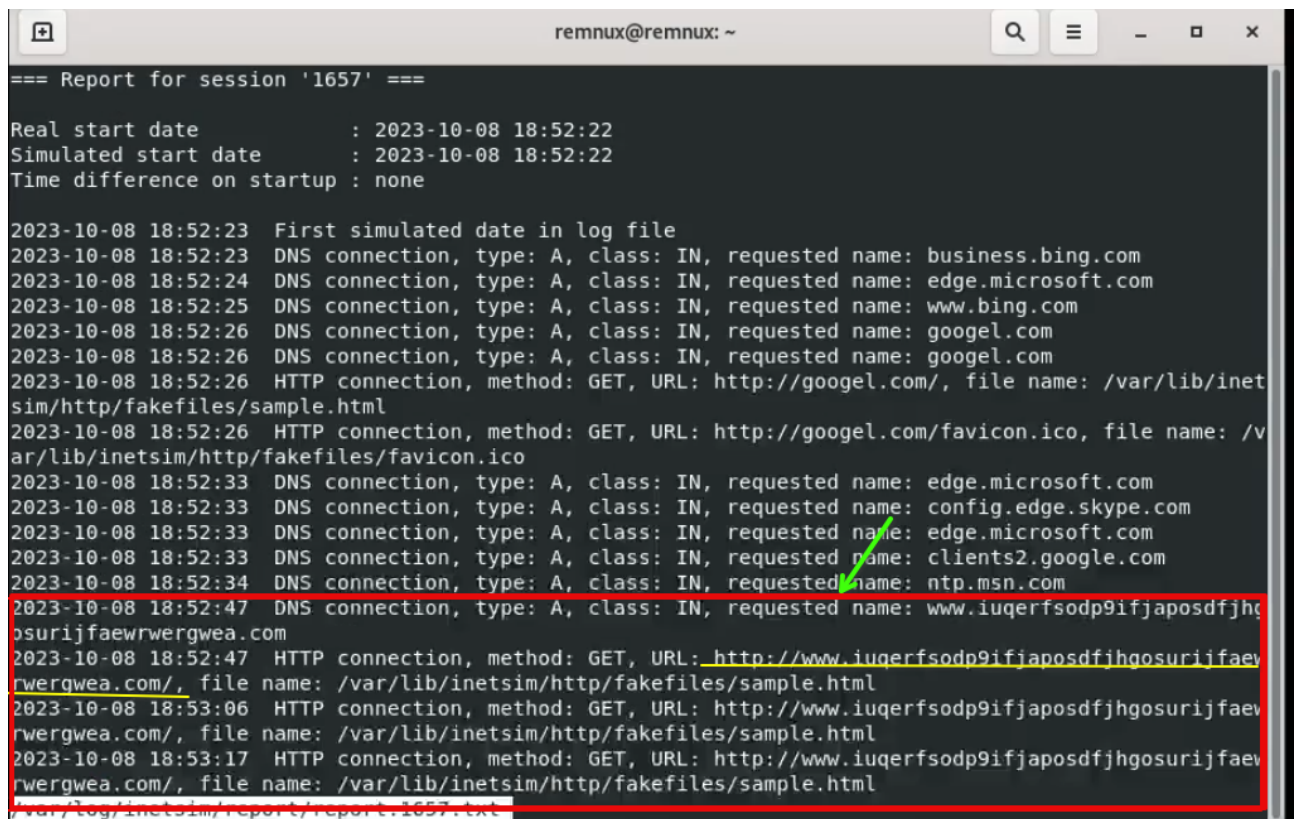 remnux@remnux: ~
=== Report for session '1657' ===
Real start date : 2023-10-08 18:52:22
Simulated start date : 2023-10-08 18:52:22
Time difference on startup : none
2023-10-08 18:52:23 First simulated date in log file
2023-10-08 18:52:23 DNS connection, type: A, class: IN, requested name: business.bing.com
2023-10-08 18:52:24 DNS connection, type: A, class: IN, requested name: edge.microsoft.com
2023-10-08 18:52:25 DNS connection, type: A, class: IN, requested name: www.bing.com
2023-10-08 18:52:26 DNS connection, type: A, class: IN, requested name: googel.com
2023-10-08 18:52:26 DNS connection, type: A, class: IN, requested name: googel.com
2023-10-08 18:52:26 HTTP connection, method: GET, URL: http://googel.com/, file name: /var/lib/inet
sim/http/fakefiles/sample.html
2023-10-08 18:52:26 HTTP connection, method: GET, URL: http://googel.com/favicon.ico, file name: /v
ar/lib/inetsim/http/fakefiles/favicon.ico
2023-10-08 18:52:33 DNS connection, type: A, class: IN, requested name: edge.microsoft.com
2023-10-08 18:52:33 DNS connection, type: A, class: IN, requested name: config.edge.skype.com
2023-10-08 18:52:33 DNS connection, type: A, class: IN, requested name: edge.microsoft.com
2023-10-08 18:52:33 DNS connection, type: A, class: IN, requested name: clients2.google.com
2023-10-08 18:52:34 DNS connection, type: A, class: IN, requested name: ntp.msn.com
2023-10-08 18:52:47 DNS connection, type: A, class: IN, requested name: www.iuqerfsodp9ifjaposdfjhg
osurijfaewrwergwea.com
2023-10-08 18:52:47 HTTP connection, method: GET, URL: http://www.iuqerfsodp9ifjaposdfjhgosurijfaew
rwergwea.com/, file name: /var/lib/inetsim/http/fakefiles/sample.html
2023-10-08 18:53:06 HTTP connection, method: GET, URL: http://www.iuqerfsodp9ifjaposdfjhgosurijfaew
rwergwea.com/, file name: /var/lib/inetsim/http/fakefiles/sample.html
2023-10-08 18:53:17 HTTP connection, method: GET, URL: http://www.iuqerfsodp9ifjaposdfjhgosurijfaew
rwergwea.com/, file name: /var/lib/inetsim/http/fakefiles/sample.html
/var/log/inetsim/report/report.1657.txt